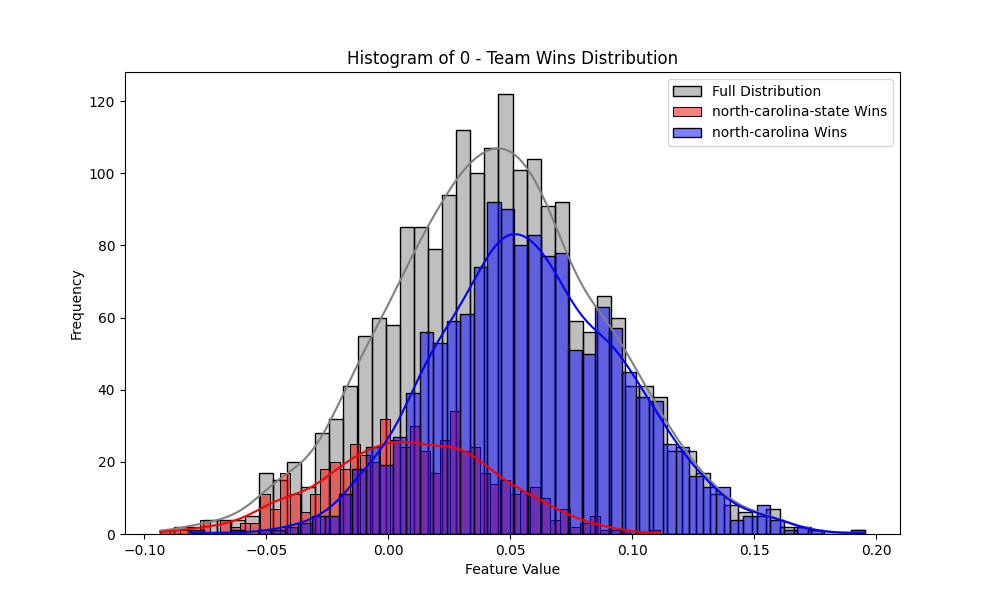 Histogram of 0 - Team Wins Distribution
Full Distribution
north-carolina-state Wins
north-carolina Wins
Frequency
120
100
80
60
40
20
0
−0.10 −0.05 0.00 0.05 0.10 0.15 0.20
Feature Value